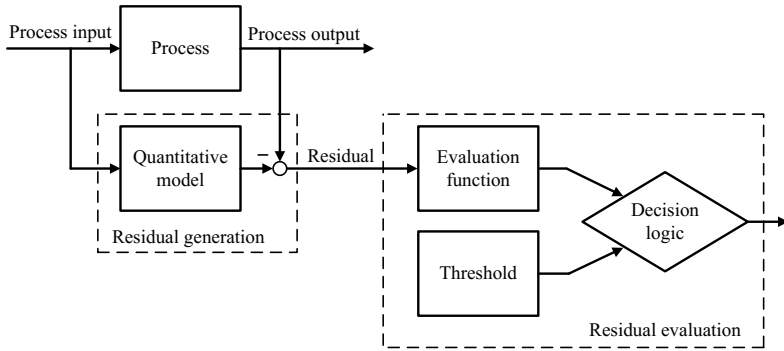 Process input
Process
Process output
Quantitative
model
–
Residual
Residual generation
Evaluation
function
Threshold
Decision
logic
Residual evaluation